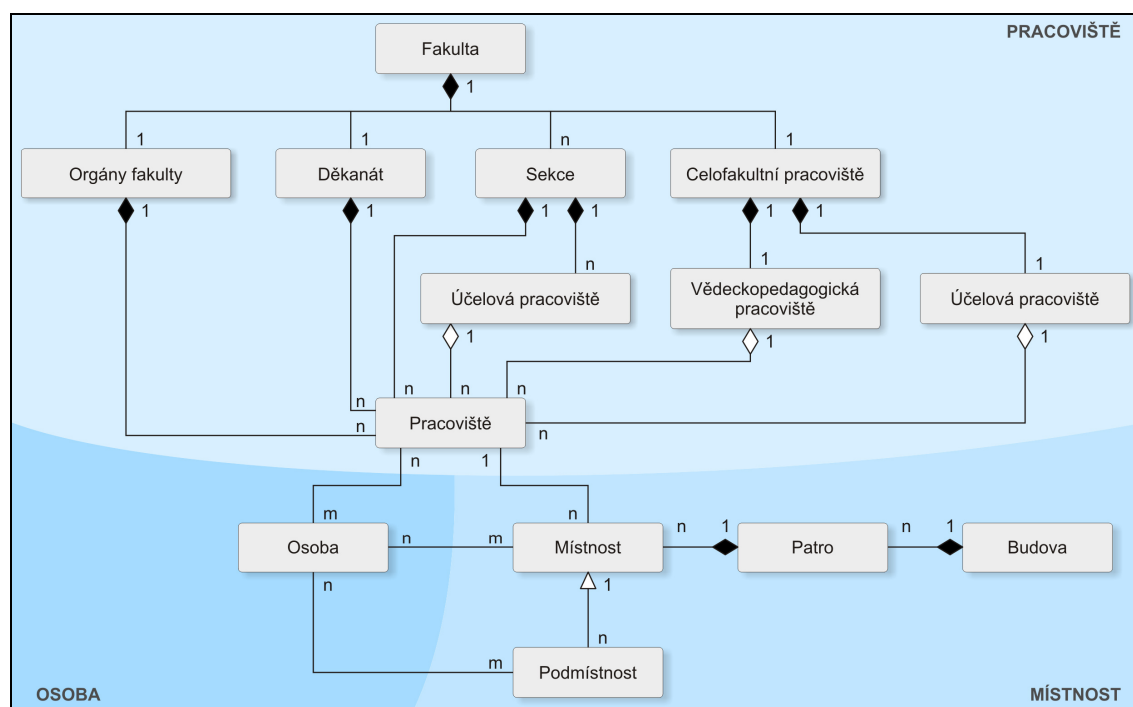 PRACOVIŠTĚ
Fakulta
1
1
1
n
1
Orgány fakulty
Děkanát
Sekce
Celofakultní pracoviště
1
1
1
1
1
1
n
1
1
Účelová pracoviště
Vědeckopedagogická
pracoviště
Účelová pracoviště
1
1
1
n
n
n
n
n
n
Pracoviště
n
1
m
n
n
1
n
1
Osoba
n
m
Místnost
Patro
Budova
n
1
n
m
Podmístnost
OSOBA
MÍSTNOST